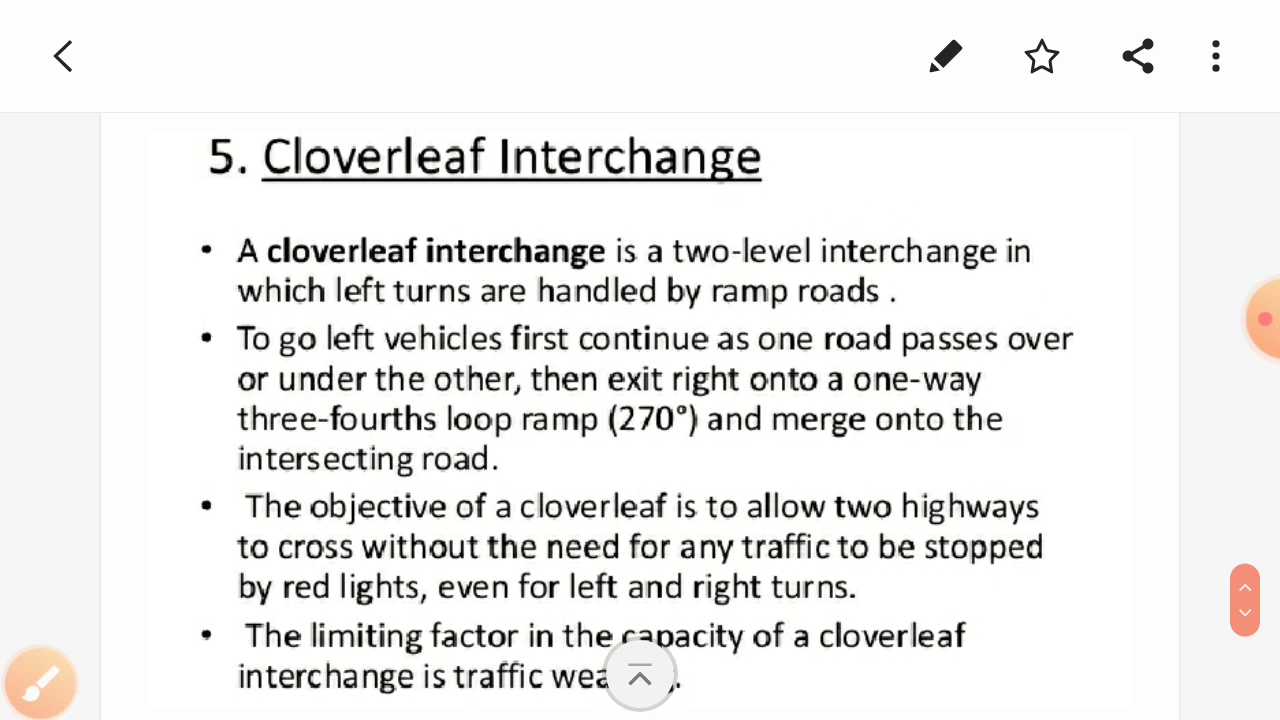 5. Cloverleaf Interchange
• A cloverleaf interchange is a two-level interchange in
which left turns are handled by ramp roads .
• To go left vehicles first continue as one road passes over
or under the other, then exit right onto a one-way
three-fourths loop ramp (270°) and merge onto the
intersecting road.
• The objective of a cloverleaf is to allow two highways
to cross without the need for any traffic to be stopped
by red lights, even for left and right turns.
• The limiting factor in the capacity of a cloverleaf
interchange is traffic